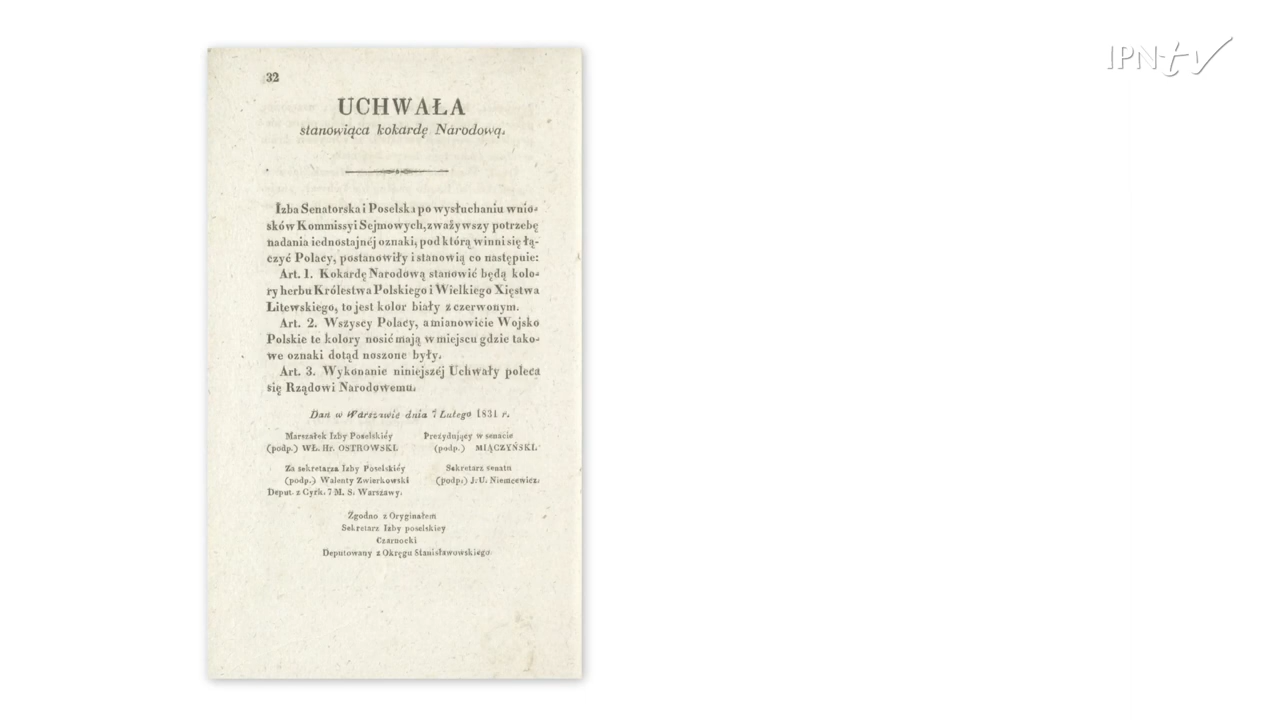 IPNtv
32
UCHWAŁA
stanowiąca kokardę Narodową.
Izba Senatorska i Poselska po wysłuchaniu wnio-
sków Kommissyi Sejmowych, zważywszy potrzebę
nadania iednostajnéj oznaki, pod którą winni się łą-
czyć Polacy, postanowiły i stanowią co następuie:
Art. 1. Kokardę Narodową stanowić będą kolo-
ry herbu Królestwa Polskiego i Wielkiego Xięstwa
Litewskiego, to jest kolor biały z czerwonym.
Art. 2. Wszyscy Polacy, a mianowicie Wojsko
Polskie te kolory nosić mają w miejscu gdzie tako-
we oznaki dotąd noszone były.
Art. 3. Wykonanie niniejszéj Uchwały poleca
się Rządowi Narodowemu.
Dan w Warszawie dnia 7 Lutego 1831 r.
Marszałek Izby Poselskiéy Prezydujący w senacie
(podp.) WŁ. Hr. OSTROWSKI. (podp.) MIĄCZYŃSKI.
Za sekretarza Izby Poselskiéy Sekretarz senatu
(podp.) Walenty Zwierkowski (podp.) J. U. Niemcewicz.
Deput. z Cyrk. 7 M. S. Warszawy.
Zgodno z Oryginałem
Sekretarz Izby poselskiey
Czarnocki
Deputowany z Okręgu Stanisławowskiego